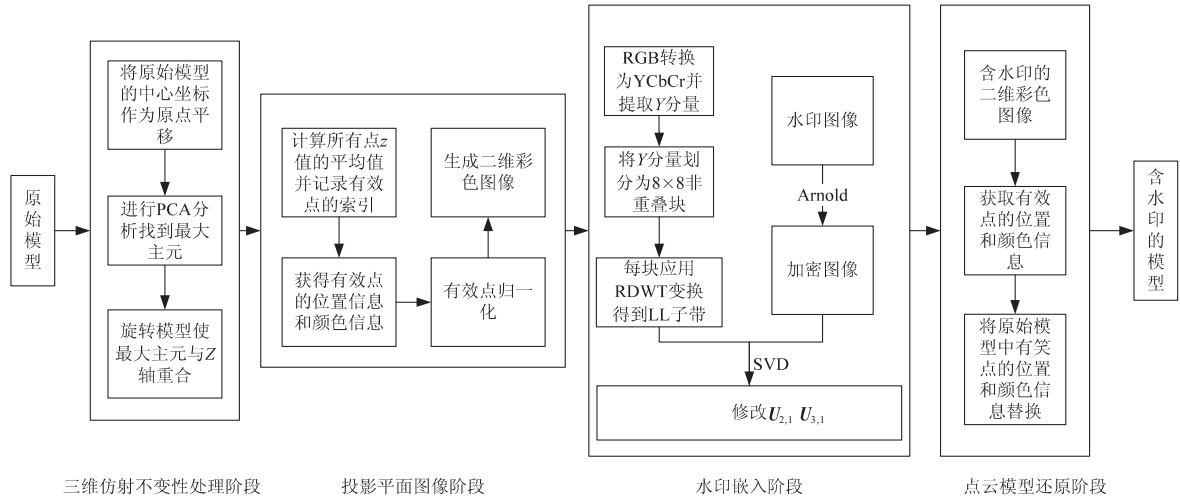 原
始
模
型
将原始模型
的中心坐标
作为原点平
移
进行PCA分
析找到最大
主元
旋转模型使
最大主元与Z
轴重合
三维仿射不变性处理阶段
计算所有点z
值的平均值
并记录有效
点的索引
获得有效点
的位置信息
和颜色信息
有效点归一
化
生成二维彩
色图像
投影平面图像阶段
RGB转换
为YCbCr并
提取Y分量
将Y分量划
分为8×8非
重叠块
每块应用
RDWT变换
得到LL子带
水印图像
Arnold
加密图像
SVD
修改U2,1 U3,1
水印嵌入阶段
含水印的
二维彩色
图像
获取有效
点的位置
和颜色信
息
将原始模
型中有笑
点的位置
和颜色信
息替换
点云模型还原阶段
含
水
印
的
模
型